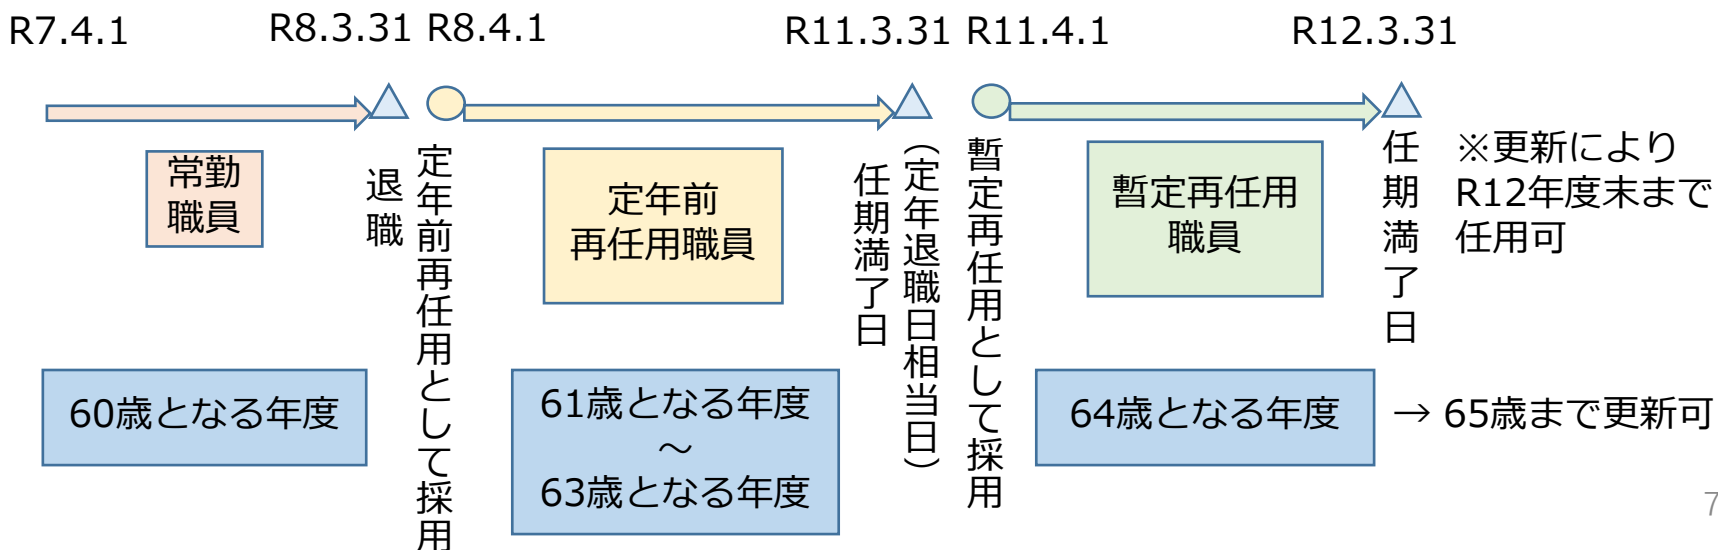 R7.4.1
R8.3.31
R8.4.1
R11.3.31
R11.4.1
R12.3.31
常勤
職員
退職
定年前再任用として採用
定年前
再任用職員
任期満了日
（定年退職日相当日）
暫定再任用として採用
暫定再任用
職員
任期満了日
※更新により
R12年度末まで
任用可
60歳となる年度
61歳となる年度
～
63歳となる年度
64歳となる年度
→ 65歳まで更新可
7